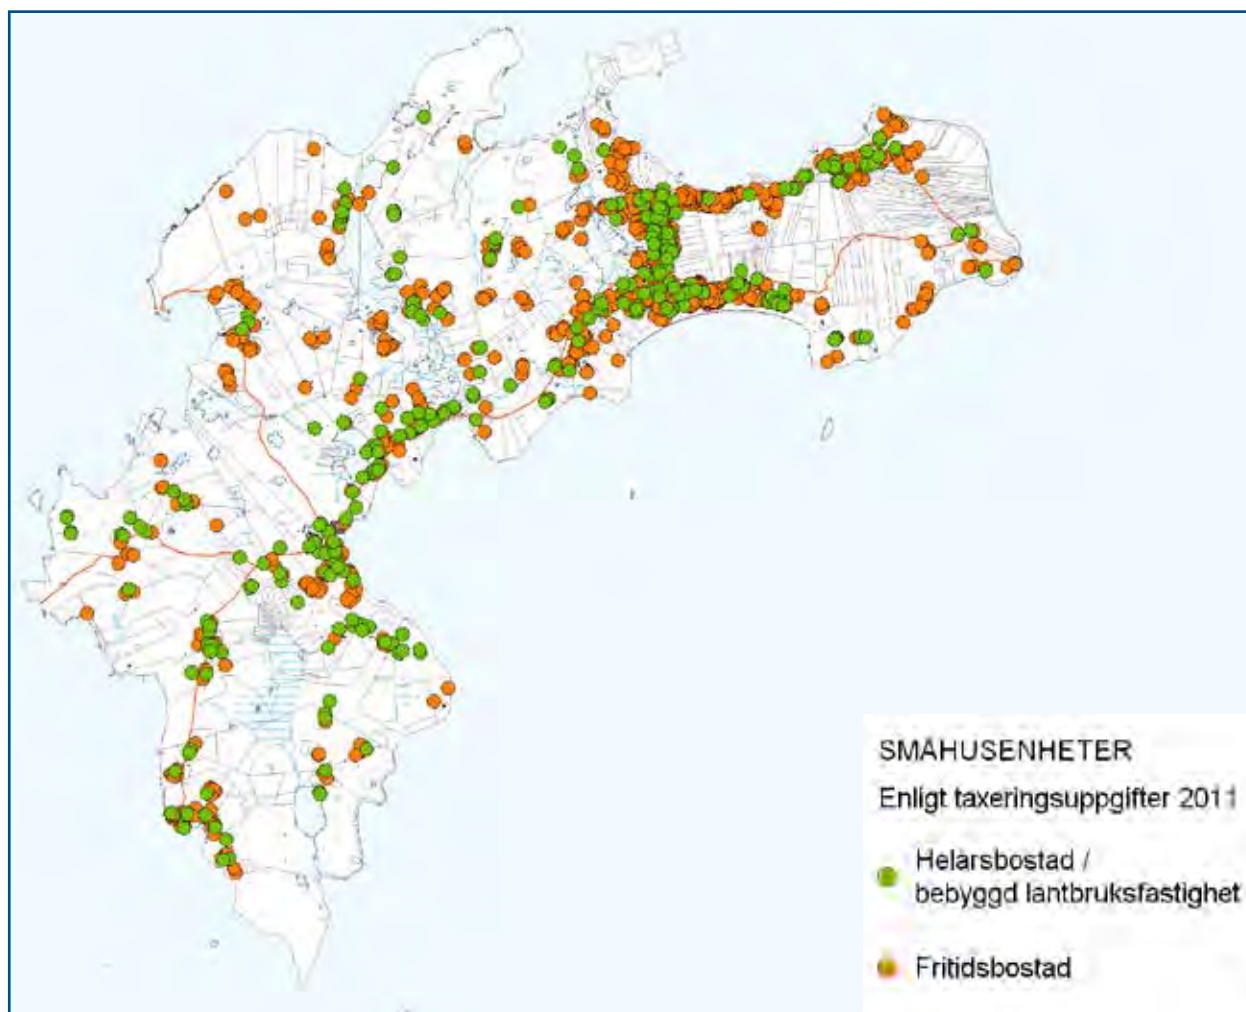 SMÅHUSENHETER
Enligt taxeringsuppgifter 2011
Helårsbostad /
bebyggd lantbruksfastighet
Fritidsbostad